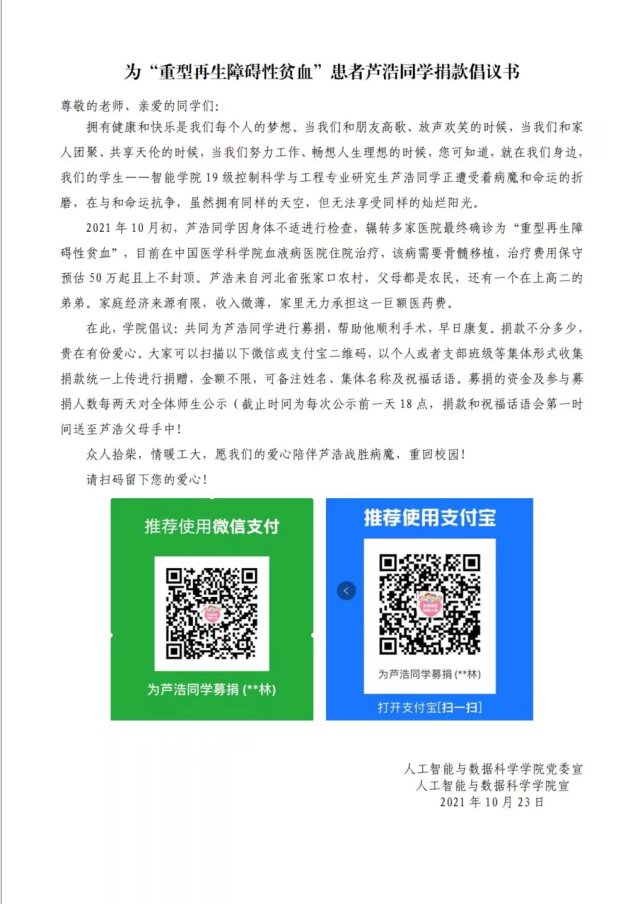 为“重型再生障碍性贫血”患者芦浩同学捐款倡议书
尊敬的老师、亲爱的同学们：
拥有健康和快乐是我们每个人的梦想。当我们和朋友高歌、放声欢笑的时候，当我们和家
人团聚、共享天伦的时候，当我们努力工作、畅想人生理想的时候，您可知道，就在我们身边，
我们的学生——智能学院 19 级控制科学与工程专业研究生芦浩同学正遭受着病魔和命运的折
磨，在与和命运抗争，虽然拥有同样的天空，但无法享受同样的灿烂阳光。
2021 年 10 月初，芦浩同学因身体不适进行检查，辗转多家医院最终确诊为“重型再生障
碍性贫血”，目前在中国医学科学院血液病医院住院治疗，该病需要骨髓移植，治疗费用保守
预估 50 万起且上不封顶。芦浩来自河北省张家口农村，父母都是农民，还有一个在上高二的
弟弟。家庭经济来源有限，收入微薄，家里无力承担这一巨额医药费。
在此，学院倡议：共同为芦浩同学进行募捐，帮助他顺利手术，早日康复。捐款不分多少，
贵在有份爱心。大家可以扫描以下微信或支付宝二维码，以个人或者支部班级等集体形式收集
捐款统一上传进行捐赠，金额不限，可备注姓名、集体名称及祝福话语。募捐的资金及参与募
捐人数每两天对全体师生公示（截止时间为每次公示前一天 18 点，捐款和祝福话语会第一时
间送至芦浩父母手中！
众人拾柴，情暖工大，愿我们的爱心陪伴芦浩战胜病魔，重回校园！
请扫码留下您的爱心！
推荐使用微信支付
为芦浩同学募捐(**林)
推荐使用支付宝
为芦浩同学募捐 (**林)
打开支付宝[扫一扫]
人工智能与数据科学学院党委宣
人工智能与数据科学学院宣
2021 年 10 月 23 日